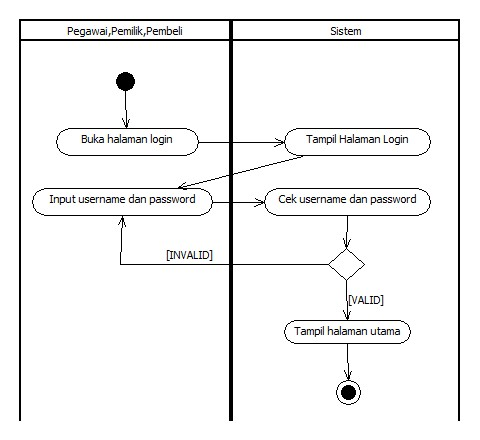 Pegawai,Pemilik,Pembeli
Sistem
Buka halaman login
Tampil Halaman Login
Input username dan password
Cek username dan password
[INVALID]
[VALID]
Tampil halaman utama